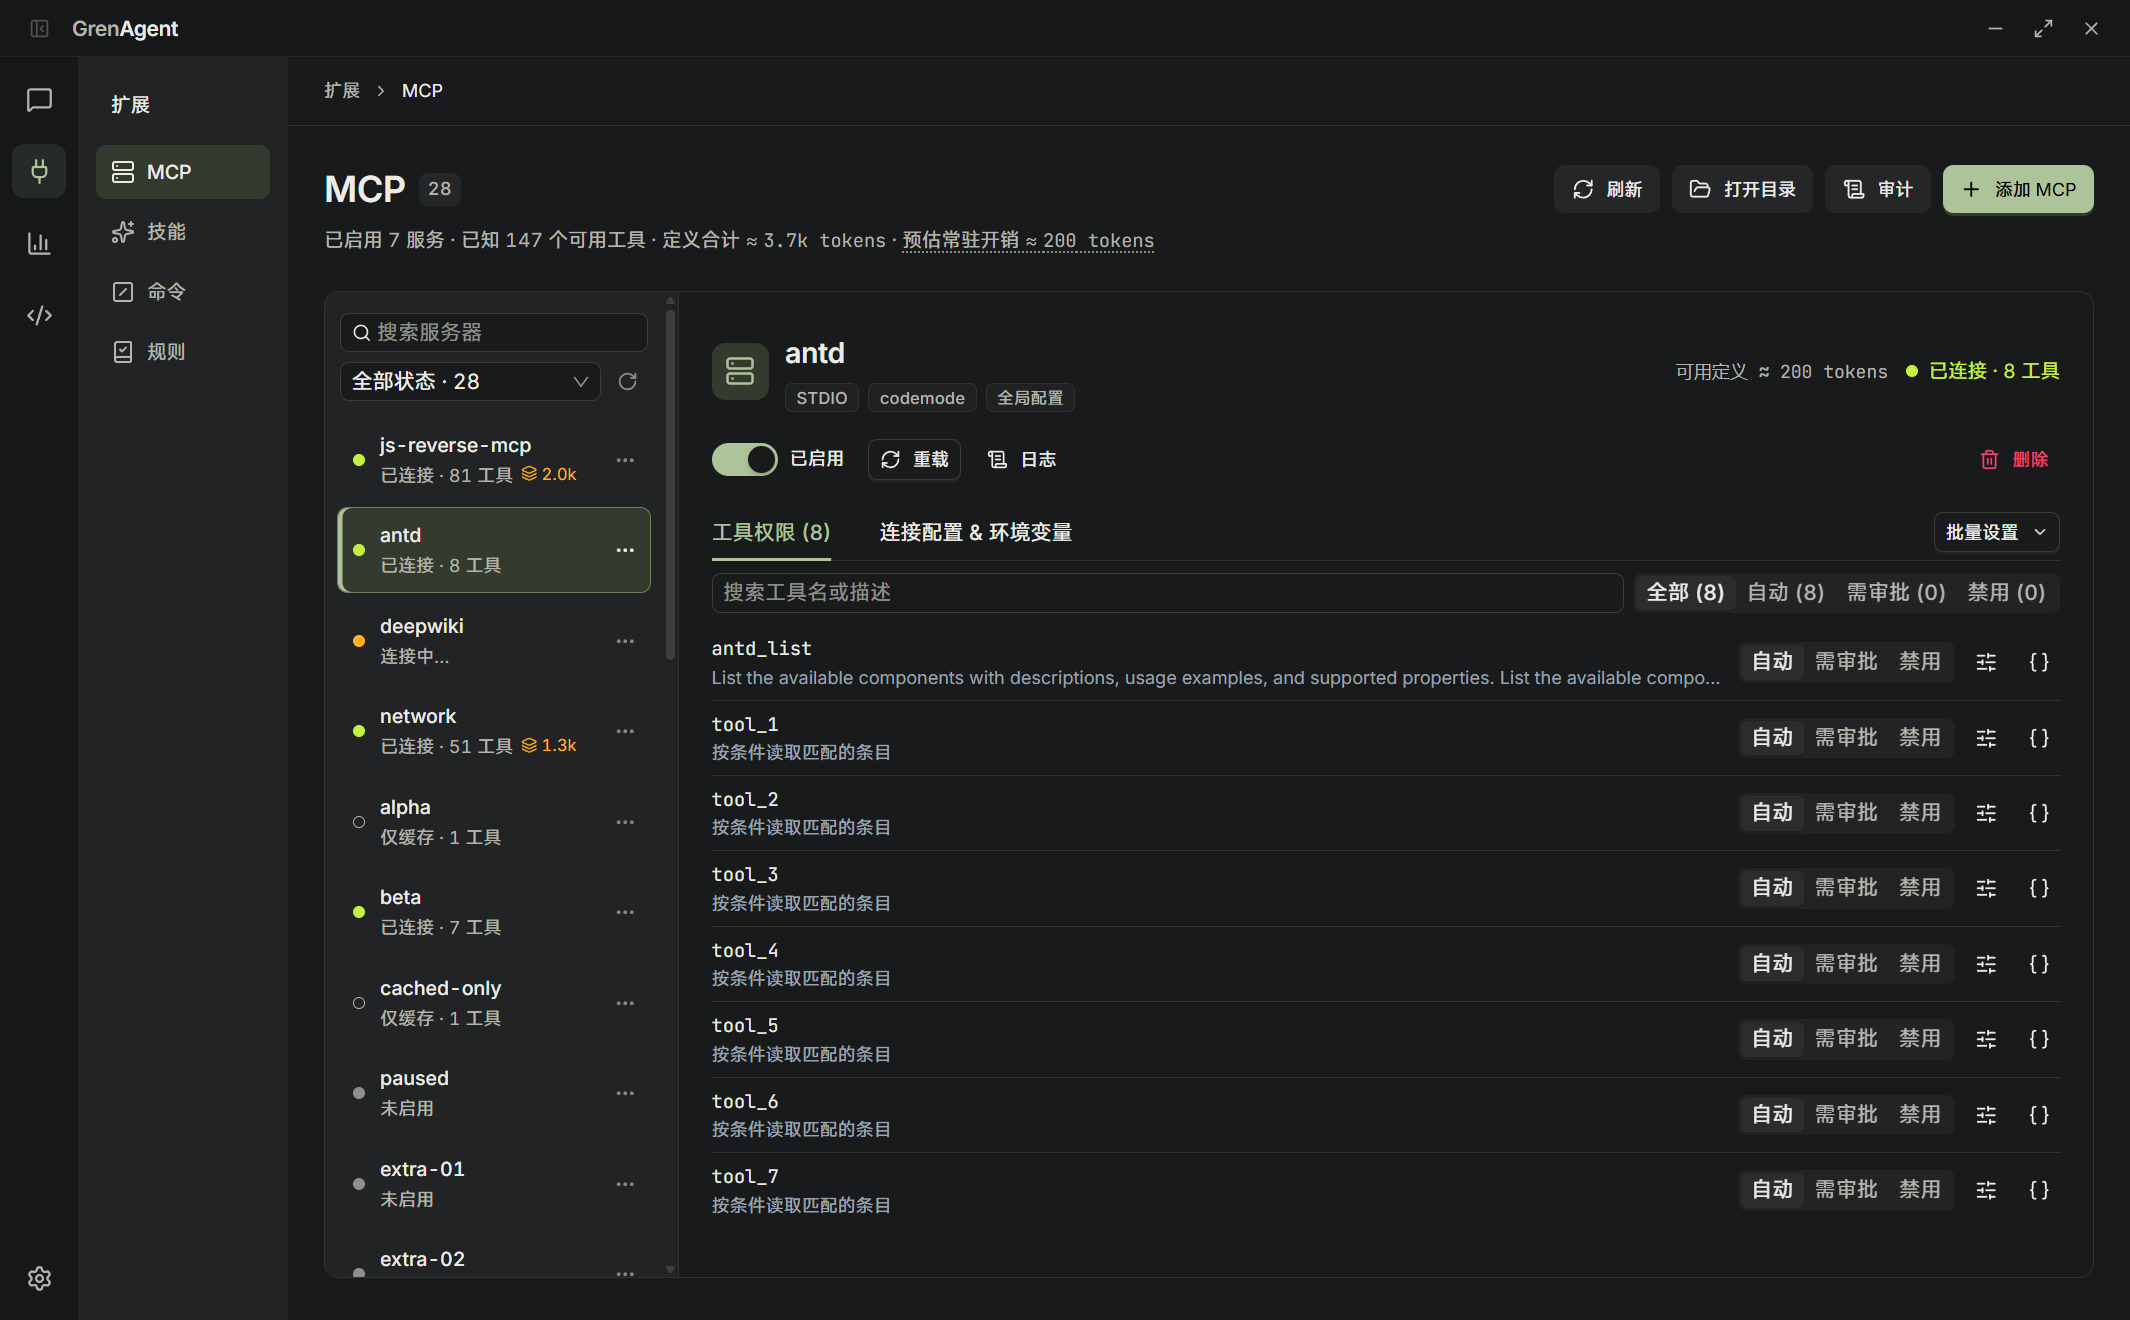 GrenAgent
扩展
MCP
技能
命令
规则
扩展 > MCP
MCP 28
刷新
打开目录
审计
添加 MCP
已启用 7 服务 · 已知 147 个可用工具 · 定义合计 ≈ 3.7k tokens · 预估常驻开销 ≈ 200 tokens
搜索服务器
全部状态 · 28
js-reverse-mcp
已连接 · 81 工具 2.0k
antd
已连接 · 8 工具
deepwiki
连接中...
network
已连接 · 51 工具 1.3k
alpha
仅缓存 · 1 工具
beta
已连接 · 7 工具
cached-only
仅缓存 · 1 工具
paused
未启用
extra-01
未启用
extra-02
antd
STDIO codemode 全局配置
可用定义 ≈ 200 tokens 已连接 · 8 工具
已启用 重载 日志 删除
工具权限 (8) 连接配置 & 环境变量 批量设置
搜索工具名或描述 全部 (8) 自动 (8) 需审批 (0) 禁用 (0)
antd_list
List the available components with descriptions, usage examples, and supported properties. List the available compo...
自动 需审批 禁用 {}
tool_1
按条件读取匹配的条目
自动 需审批 禁用 {}
tool_2
按条件读取匹配的条目
自动 需审批 禁用 {}
tool_3
按条件读取匹配的条目
自动 需审批 禁用 {}
tool_4
按条件读取匹配的条目
自动 需审批 禁用 {}
tool_5
按条件读取匹配的条目
自动 需审批 禁用 {}
tool_6
按条件读取匹配的条目
自动 需审批 禁用 {}
tool_7
按条件读取匹配的条目
自动 需审批 禁用 {}